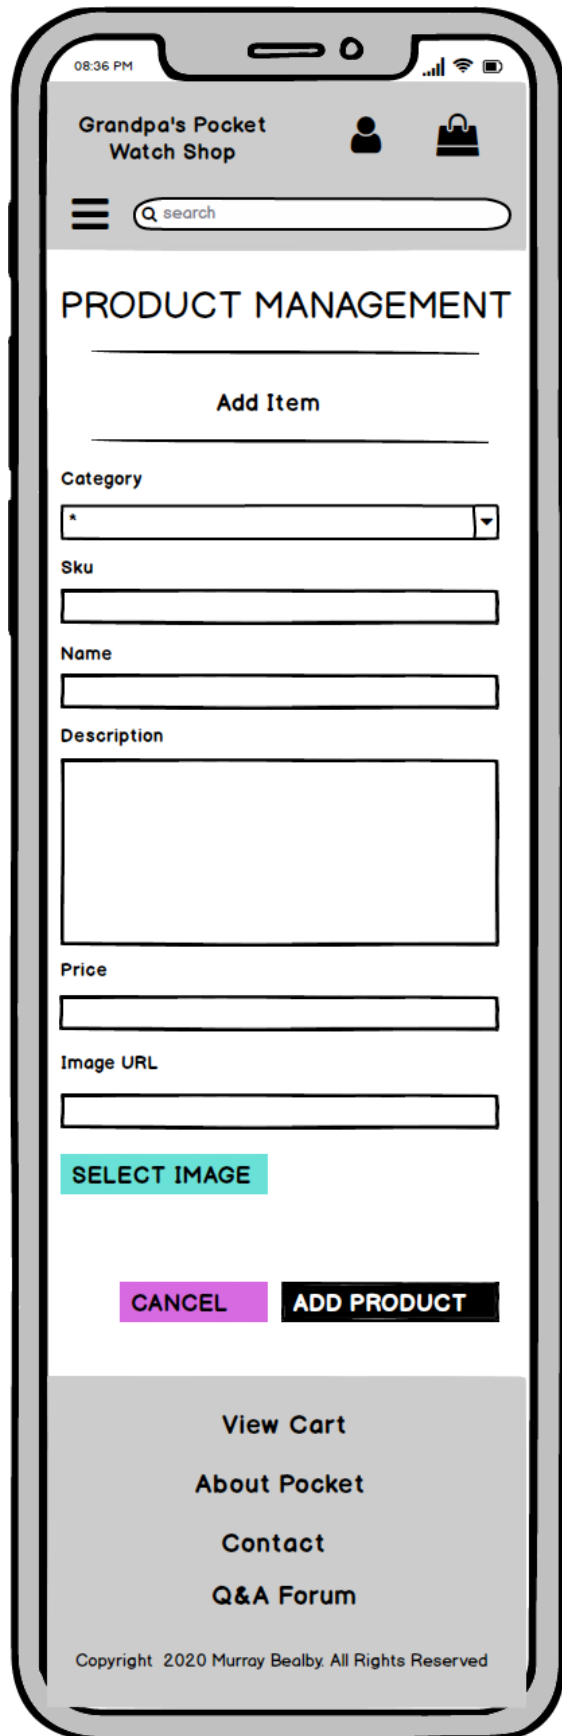 08:36 PM
Grandpa's Pocket
Watch Shop
search
PRODUCT MANAGEMENT
Add Item
Category
*
Sku
Name
Description
Price
Image URL
SELECT IMAGE
CANCEL
ADD PRODUCT
View Cart
About Pocket
Contact
Q&A Forum
Copyright 2020 Murray Bealby. All Rights Reserved